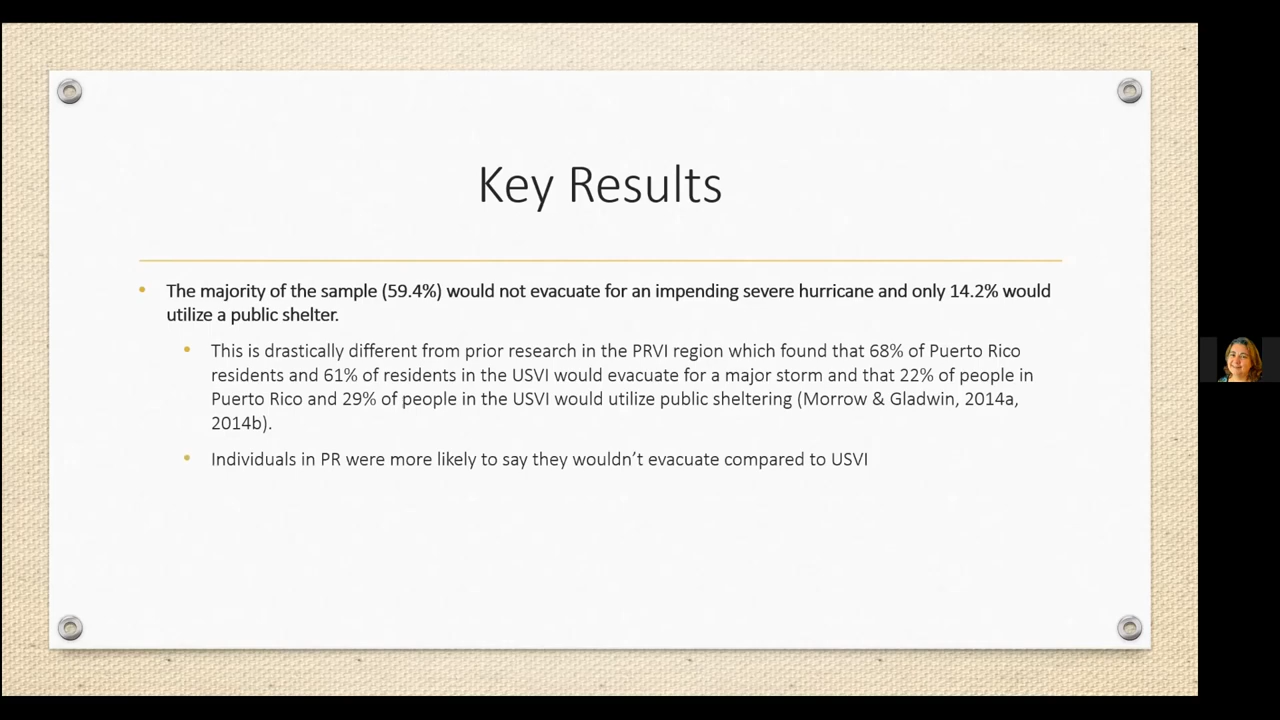 Key Results
• The majority of the sample (59.4%) would not evacuate for an impending severe hurricane and only 14.2% would
utilize a public shelter.
• This is drastically different from prior research in the PRVI region which found that 68% of Puerto Rico
residents and 61% of residents in the USVI would evacuate for a major storm and that 22% of people in
Puerto Rico and 29% of people in the USVI would utilize public sheltering (Morrow & Gladwin, 2014a,
2014b).
• Individuals in PR were more likely to say they wouldn’t evacuate compared to USVI